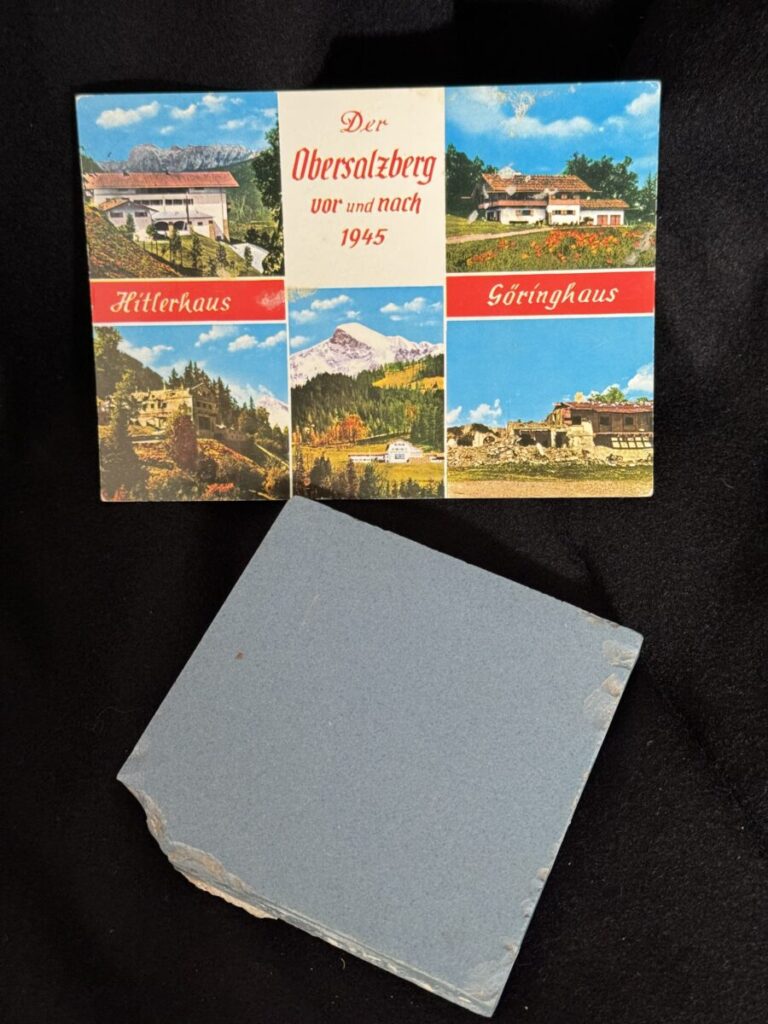 Der
Obersalzberg
vor und nach
1945
Hitlerhaus
Göringhaus